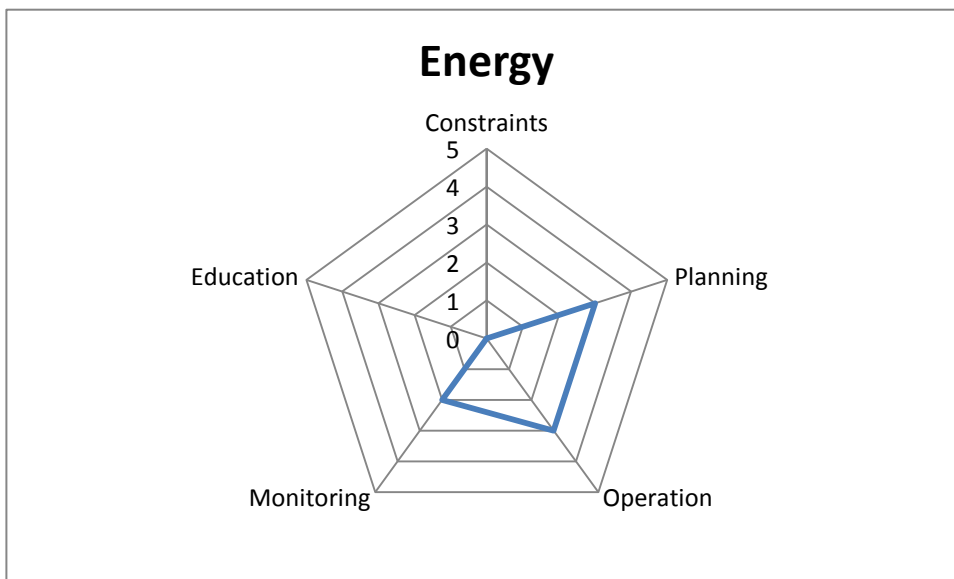 Energy
Constraints
5
4
3
2
1
0
Education
Planning
Monitoring
Operation